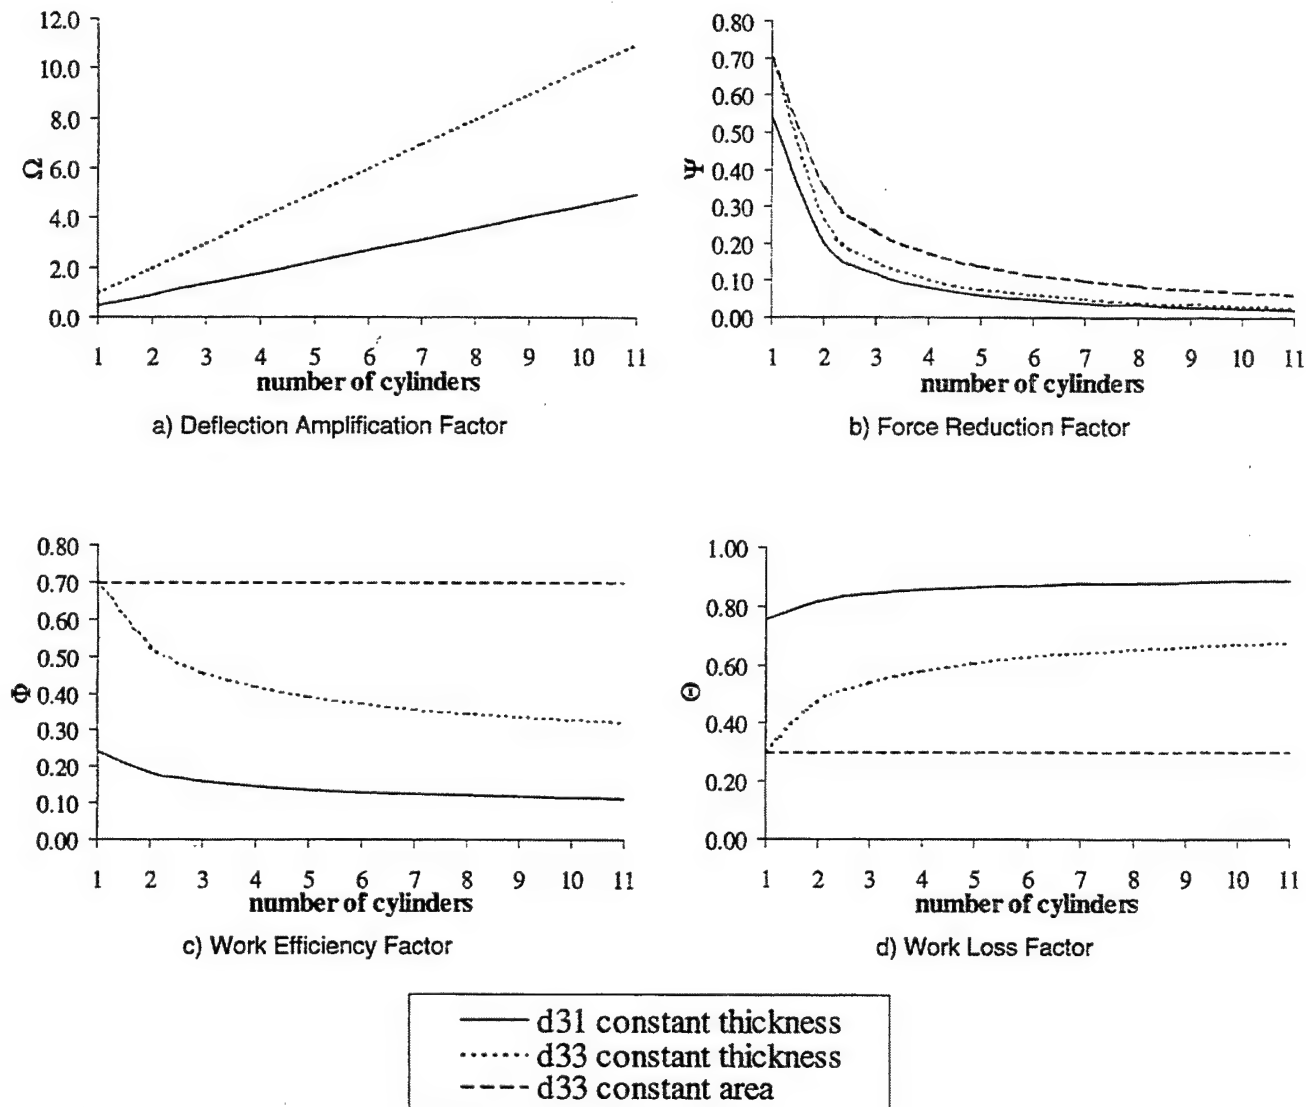 12.0
10.0
8.0
6.0
4.0
2.0
0.0
Ω
1 2 3 4 5 6 7 8 9 10 11
number of cylinders
a) Deflection Amplification Factor
0.80
0.70
0.60
0.50
0.40
0.30
0.20
0.10
0.00
Ψ
1 2 3 4 5 6 7 8 9 10 11
number of cylinders
b) Force Reduction Factor
0.80
0.70
0.60
0.50
0.40
0.30
0.20
0.10
0.00
Φ
1 2 3 4 5 6 7 8 9 10 11
number of cylinders
c) Work Efficiency Factor
1.00
0.80
0.60
0.40
0.20
0.00
Θ
1 2 3 4 5 6 7 8 9 10 11
number of cylinders
d) Work Loss Factor
d31 constant thickness
d33 constant thickness
d33 constant area